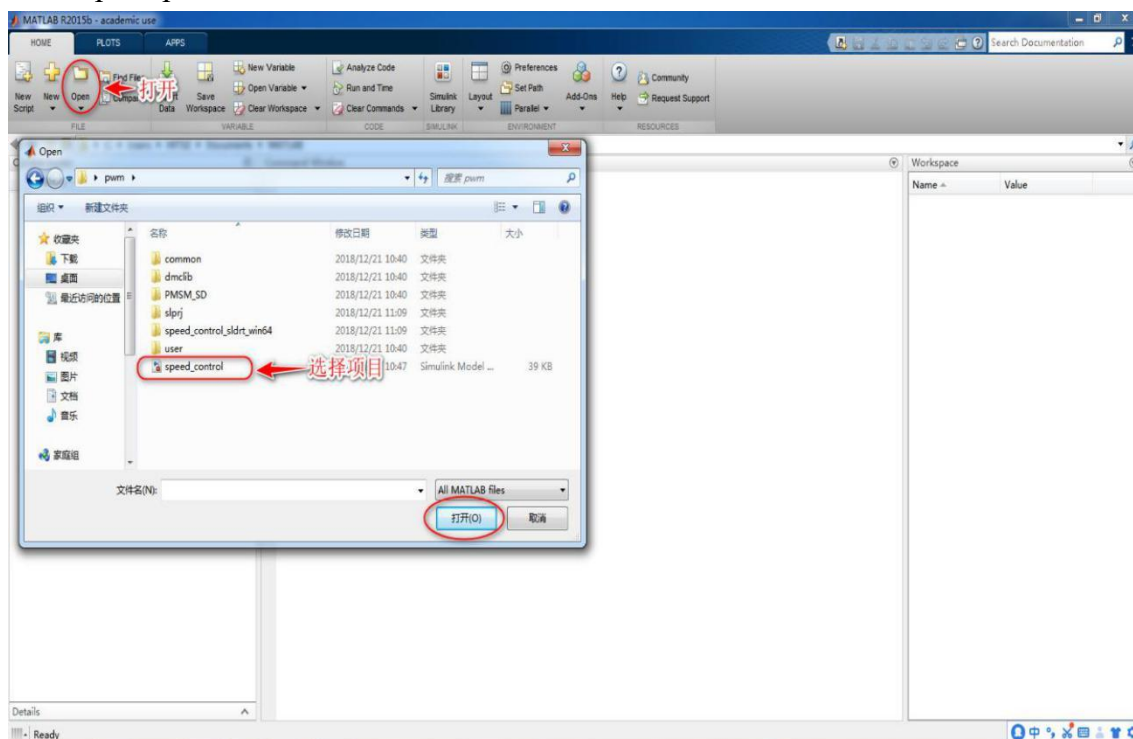 MATLAB R2015b - academic use
HOME PLOTS APPS
Search Documentation
New Variable Analyze Code Preferences Community
Find File
打开
Open Variable Run and Time Set Path
New Script New Open Save Workspace Clear Workspace Clear Commands Simulink Library Layout Parallel Add-Ons Help Request Support
Data
FILE VARIABLE CODE SIMULINK ENVIRONMENT RESOURCES
Open
Workspace
pwm 搜索 pwm
Name Value
组织 新建文件夹
名称 修改日期 类型 大小
收藏夹
下载
桌面
最近访问的位置
库
视频
图片
文档
音乐
家庭组
common 2018/12/21 10:40 文件夹
dmclib 2018/12/21 10:40 文件夹
PMSM_SD 2018/12/21 10:40 文件夹
slprj 2018/12/21 11:09 文件夹
speed_control_sldrt_win64 2018/12/21 11:09 文件夹
user 2018/12/21 10:40 文件夹
speed_control 选择项目 10:47 Simulink Model ... 39 KB
文件名(N): All MATLAB files
打开(O) 取消
Details
Ready
中